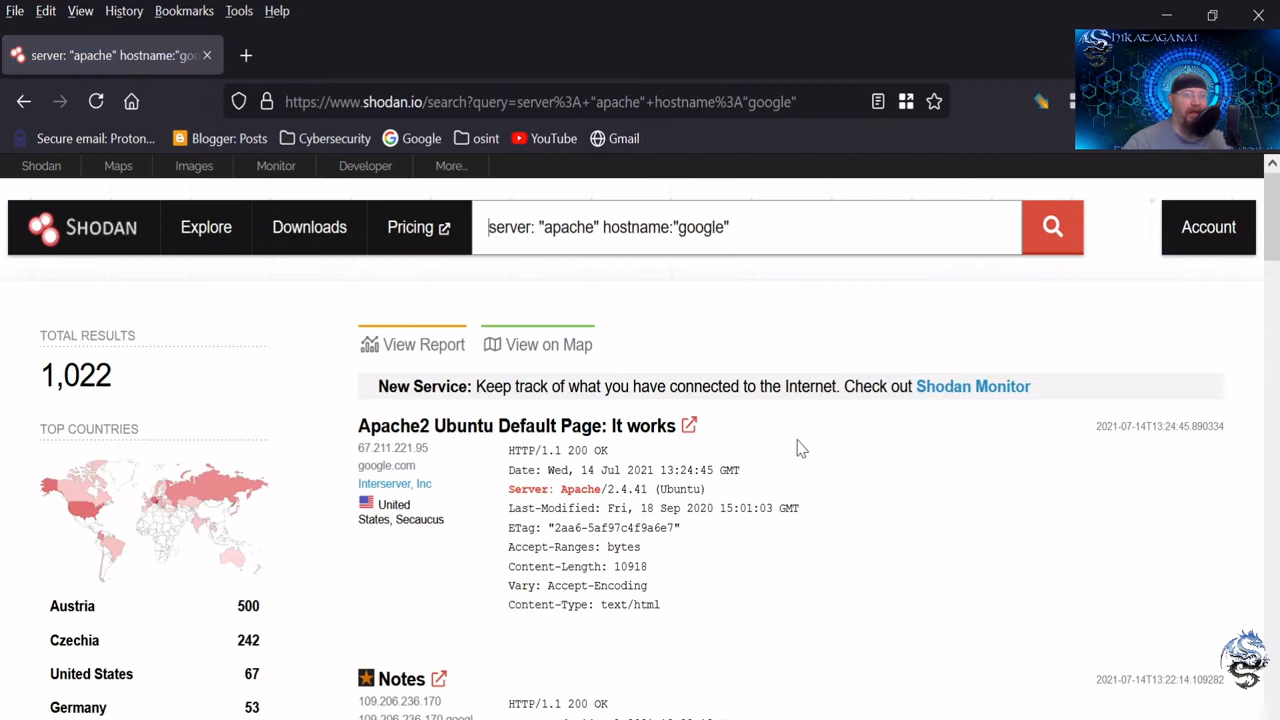 File Edit View History Bookmarks Tools Help
server: "apache" hostname:"goo
SHIKATAGANAI
https://www.shodan.io/search?query=server%3A+"apache"+hostname%3A"google"
Secure email: Proton... Blogger: Posts Cybersecurity Google osint YouTube Gmail
Shodan Maps Images Monitor Developer More...
SHODAN Explore Downloads Pricing server: "apache" hostname:"google" Account
TOTAL RESULTS
1,022
TOP COUNTRIES
Austria 500
Czechia 242
United States 67
Germany 53
View Report View on Map
New Service: Keep track of what you have connected to the Internet. Check out Shodan Monitor
Apache2 Ubuntu Default Page: It works
2021-07-14T13:24:45.890334
67.211.221.95
google.com
Interserver, Inc
United
States, Secaucus
HTTP/1.1 200 OK
Date: Wed, 14 Jul 2021 13:24:45 GMT
Server: Apache/2.4.41 (Ubuntu)
Last-Modified: Fri, 18 Sep 2020 15:01:03 GMT
ETag: "2aa6-5af97c4f9a6e7"
Accept-Ranges: bytes
Content-Length: 10918
Vary: Accept-Encoding
Content-Type: text/html
Notes
2021-07-14T13:22:14.109282
109.206.236.170
109.206.236.170.googl
HTTP/1.1 200 OK